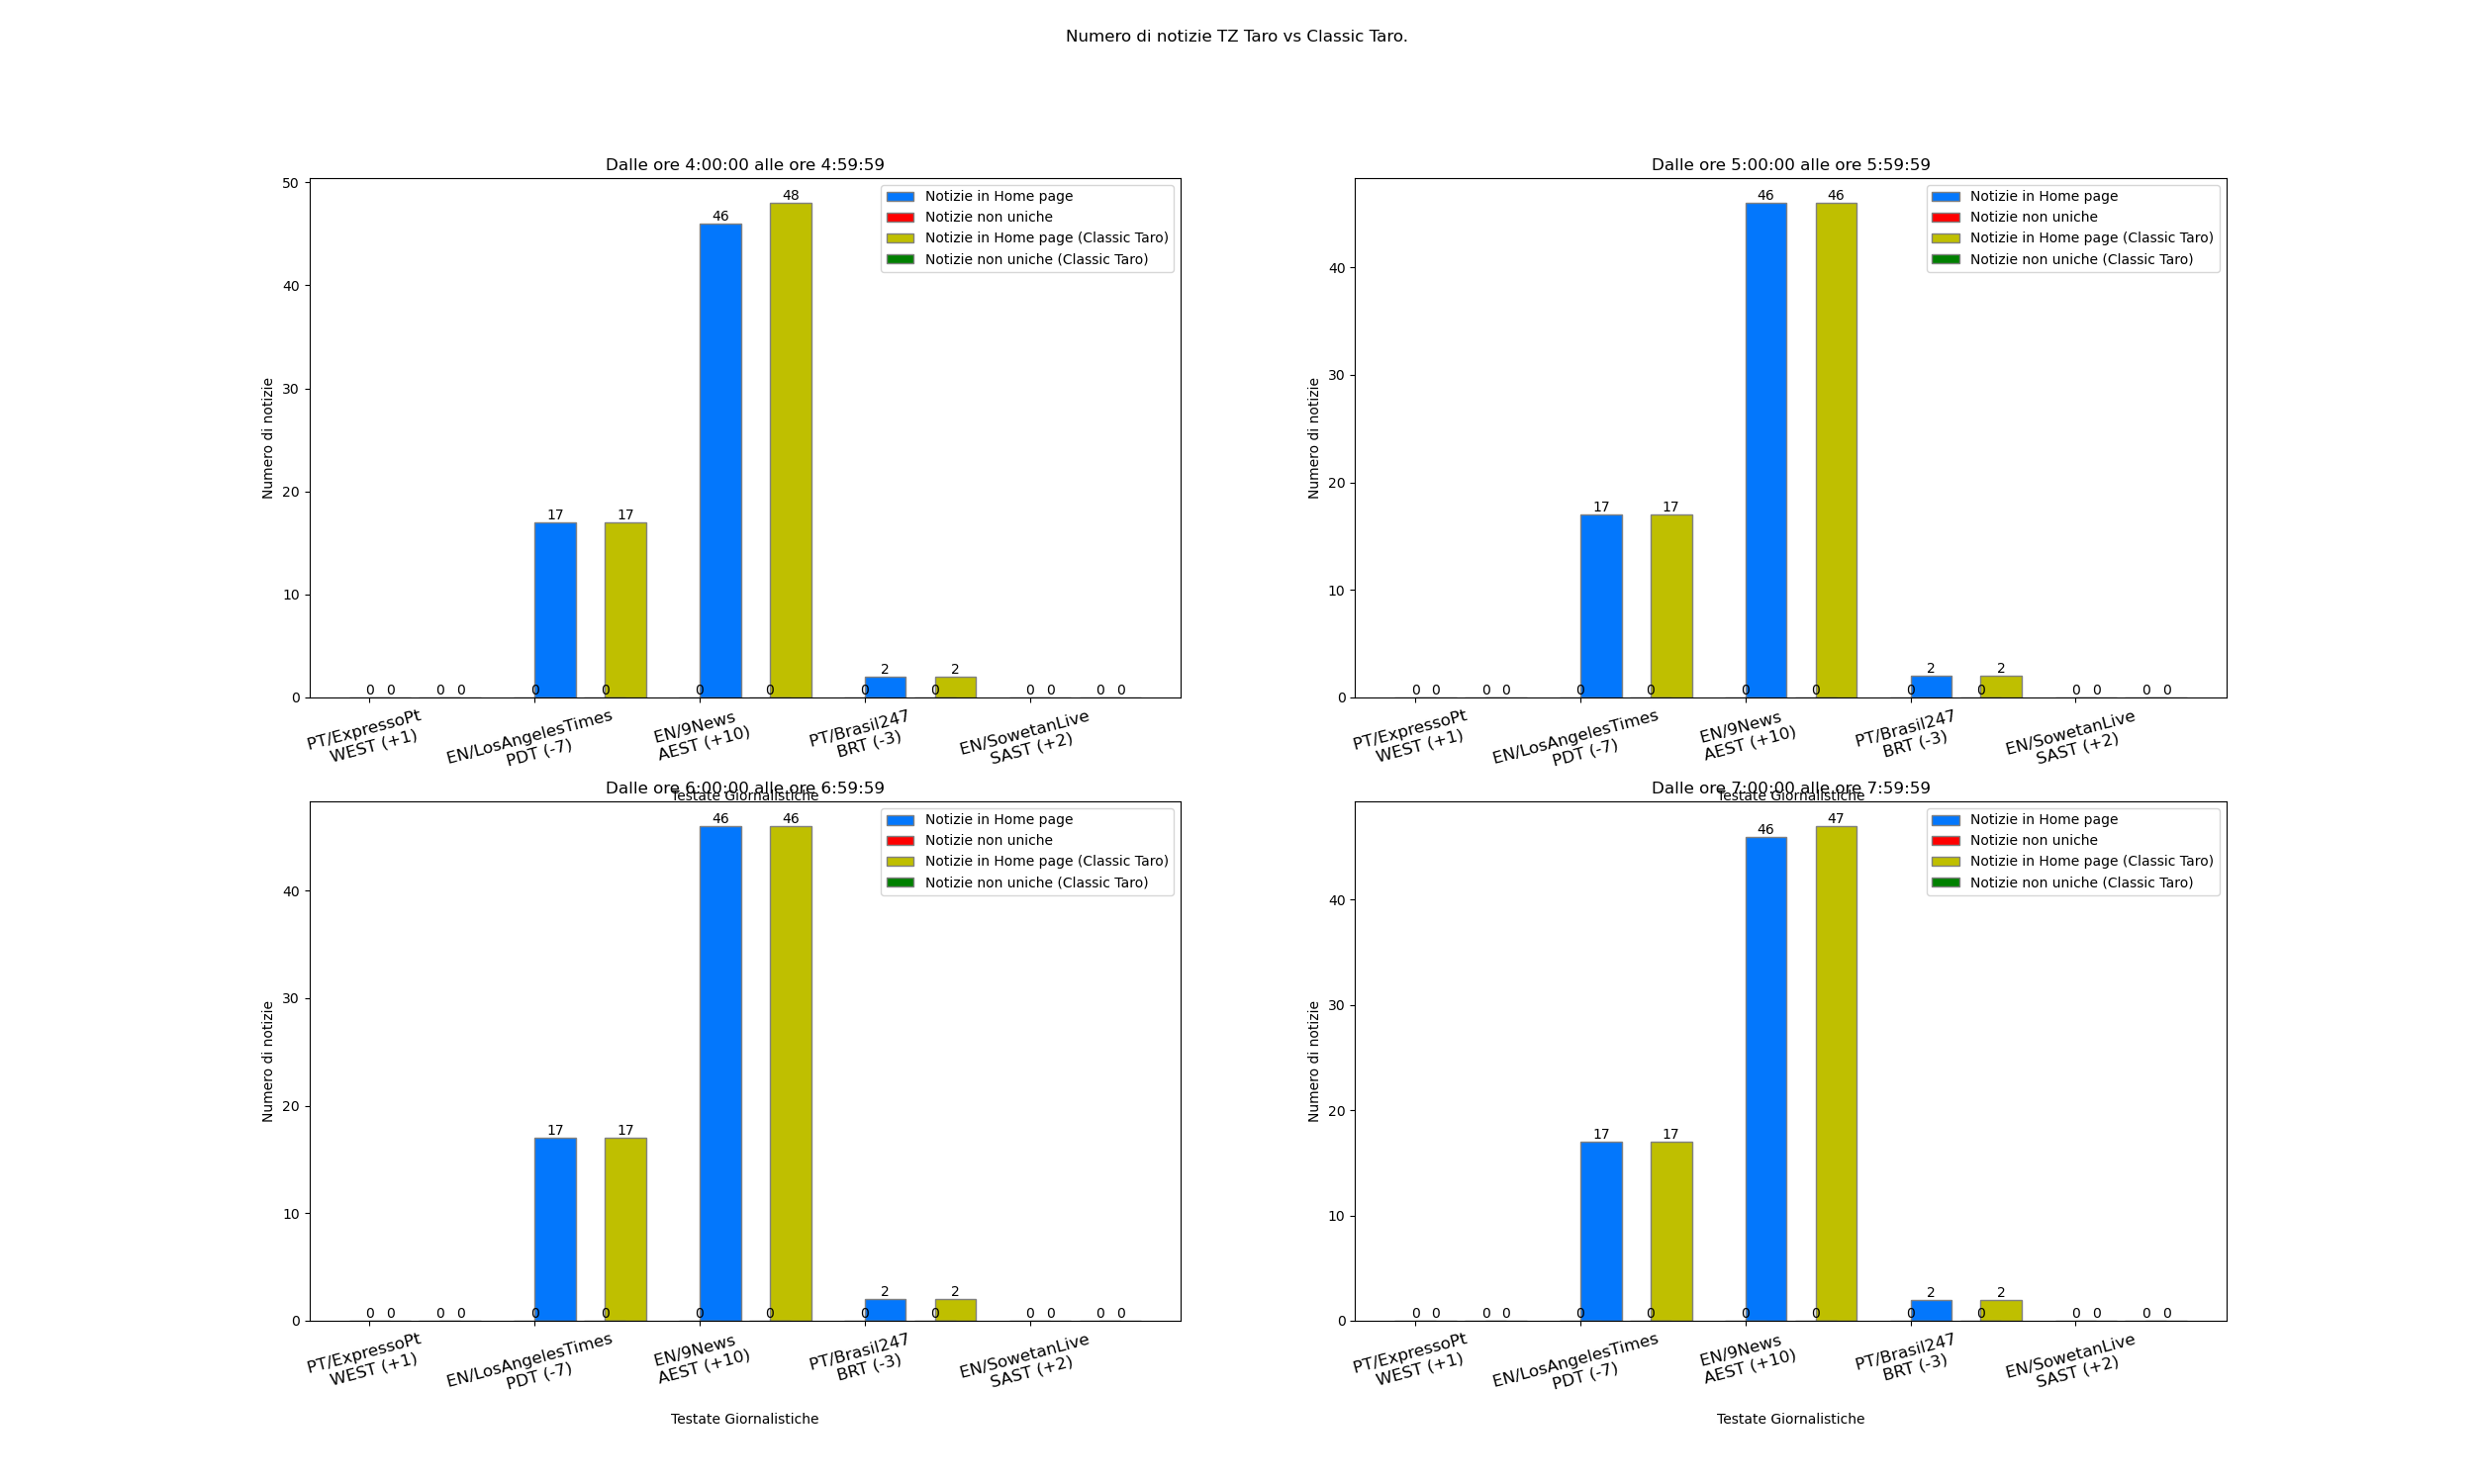 Numero di notizie TZ Taro vs Classic Taro.
Dalle ore 4:00:00 alle ore 4:59:59
50
40
30
20
10
0
Numero di notizie
Notizie in Home page
Notizie non uniche
Notizie in Home page (Classic Taro)
Notizie non uniche (Classic Taro)
0 0 0 0 0 17 0 17 0 46 0 48 0 2 0 2 0 0 0 0
PT/ExpressoPt
WEST (+1)
EN/LosAngelesTimes
PDT (-7)
EN/9News
AEST (+10)
PT/Brasil247
BRT (-3)
EN/SowetanLive
SAST (+2)
Testate Giornalistiche
Dalle ore 5:00:00 alle ore 5:59:59
40
30
20
10
0
Numero di notizie
Notizie in Home page
Notizie non uniche
Notizie in Home page (Classic Taro)
Notizie non uniche (Classic Taro)
0 0 0 0 0 17 0 17 0 46 0 46 0 2 0 2 0 0 0 0
PT/ExpressoPt
WEST (+1)
EN/LosAngelesTimes
PDT (-7)
EN/9News
AEST (+10)
PT/Brasil247
BRT (-3)
EN/SowetanLive
SAST (+2)
Testate Giornalistiche
Dalle ore 6:00:00 alle ore 6:59:59
40
30
20
10
0
Numero di notizie
Notizie in Home page
Notizie non uniche
Notizie in Home page (Classic Taro)
Notizie non uniche (Classic Taro)
0 0 0 0 0 17 0 17 0 46 0 46 0 2 0 2 0 0 0 0
PT/ExpressoPt
WEST (+1)
EN/LosAngelesTimes
PDT (-7)
EN/9News
AEST (+10)
PT/Brasil247
BRT (-3)
EN/SowetanLive
SAST (+2)
Testate Giornalistiche
Dalle ore 7:00:00 alle ore 7:59:59
40
30
20
10
0
Numero di notizie
Notizie in Home page
Notizie non uniche
Notizie in Home page (Classic Taro)
Notizie non uniche (Classic Taro)
0 0 0 0 0 17 0 17 0 46 0 47 0 2 0 2 0 0 0 0
PT/ExpressoPt
WEST (+1)
EN/LosAngelesTimes
PDT (-7)
EN/9News
AEST (+10)
PT/Brasil247
BRT (-3)
EN/SowetanLive
SAST (+2)
Testate Giornalistiche